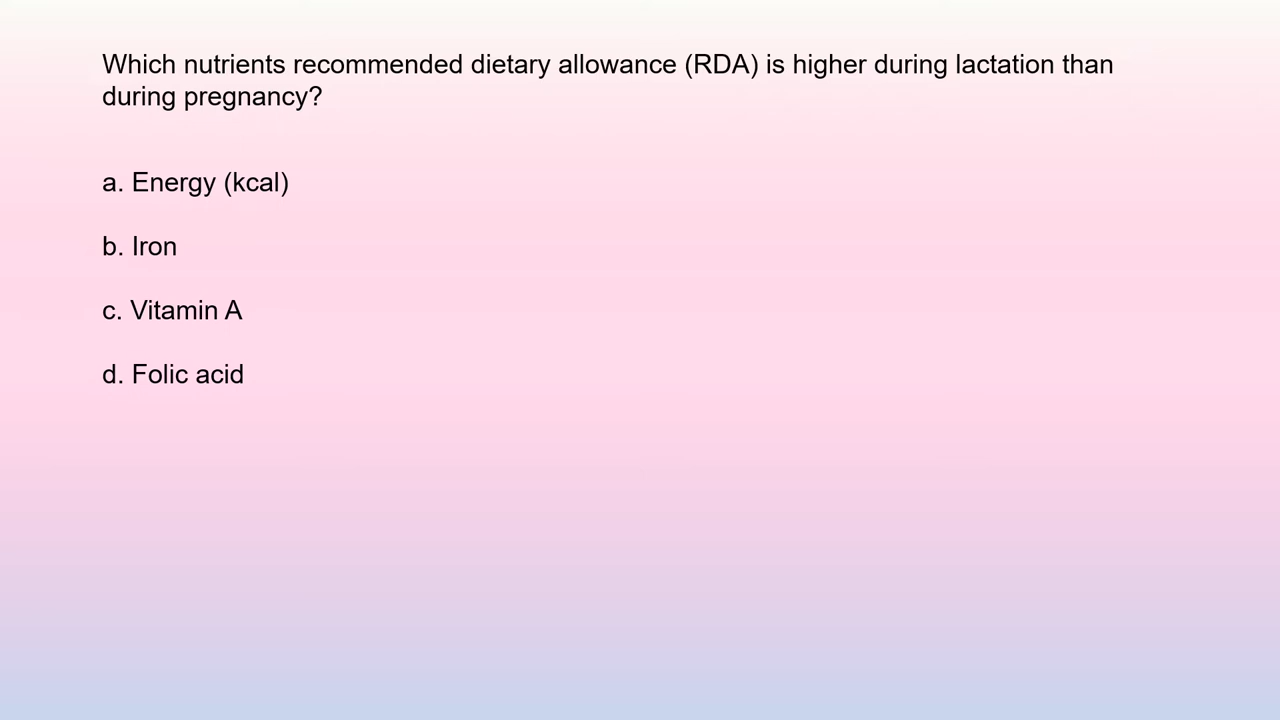 Which nutrients recommended dietary allowance (RDA) is higher during lactation than
during pregnancy?
a. Energy (kcal)
b. Iron
c. Vitamin A
d. Folic acid